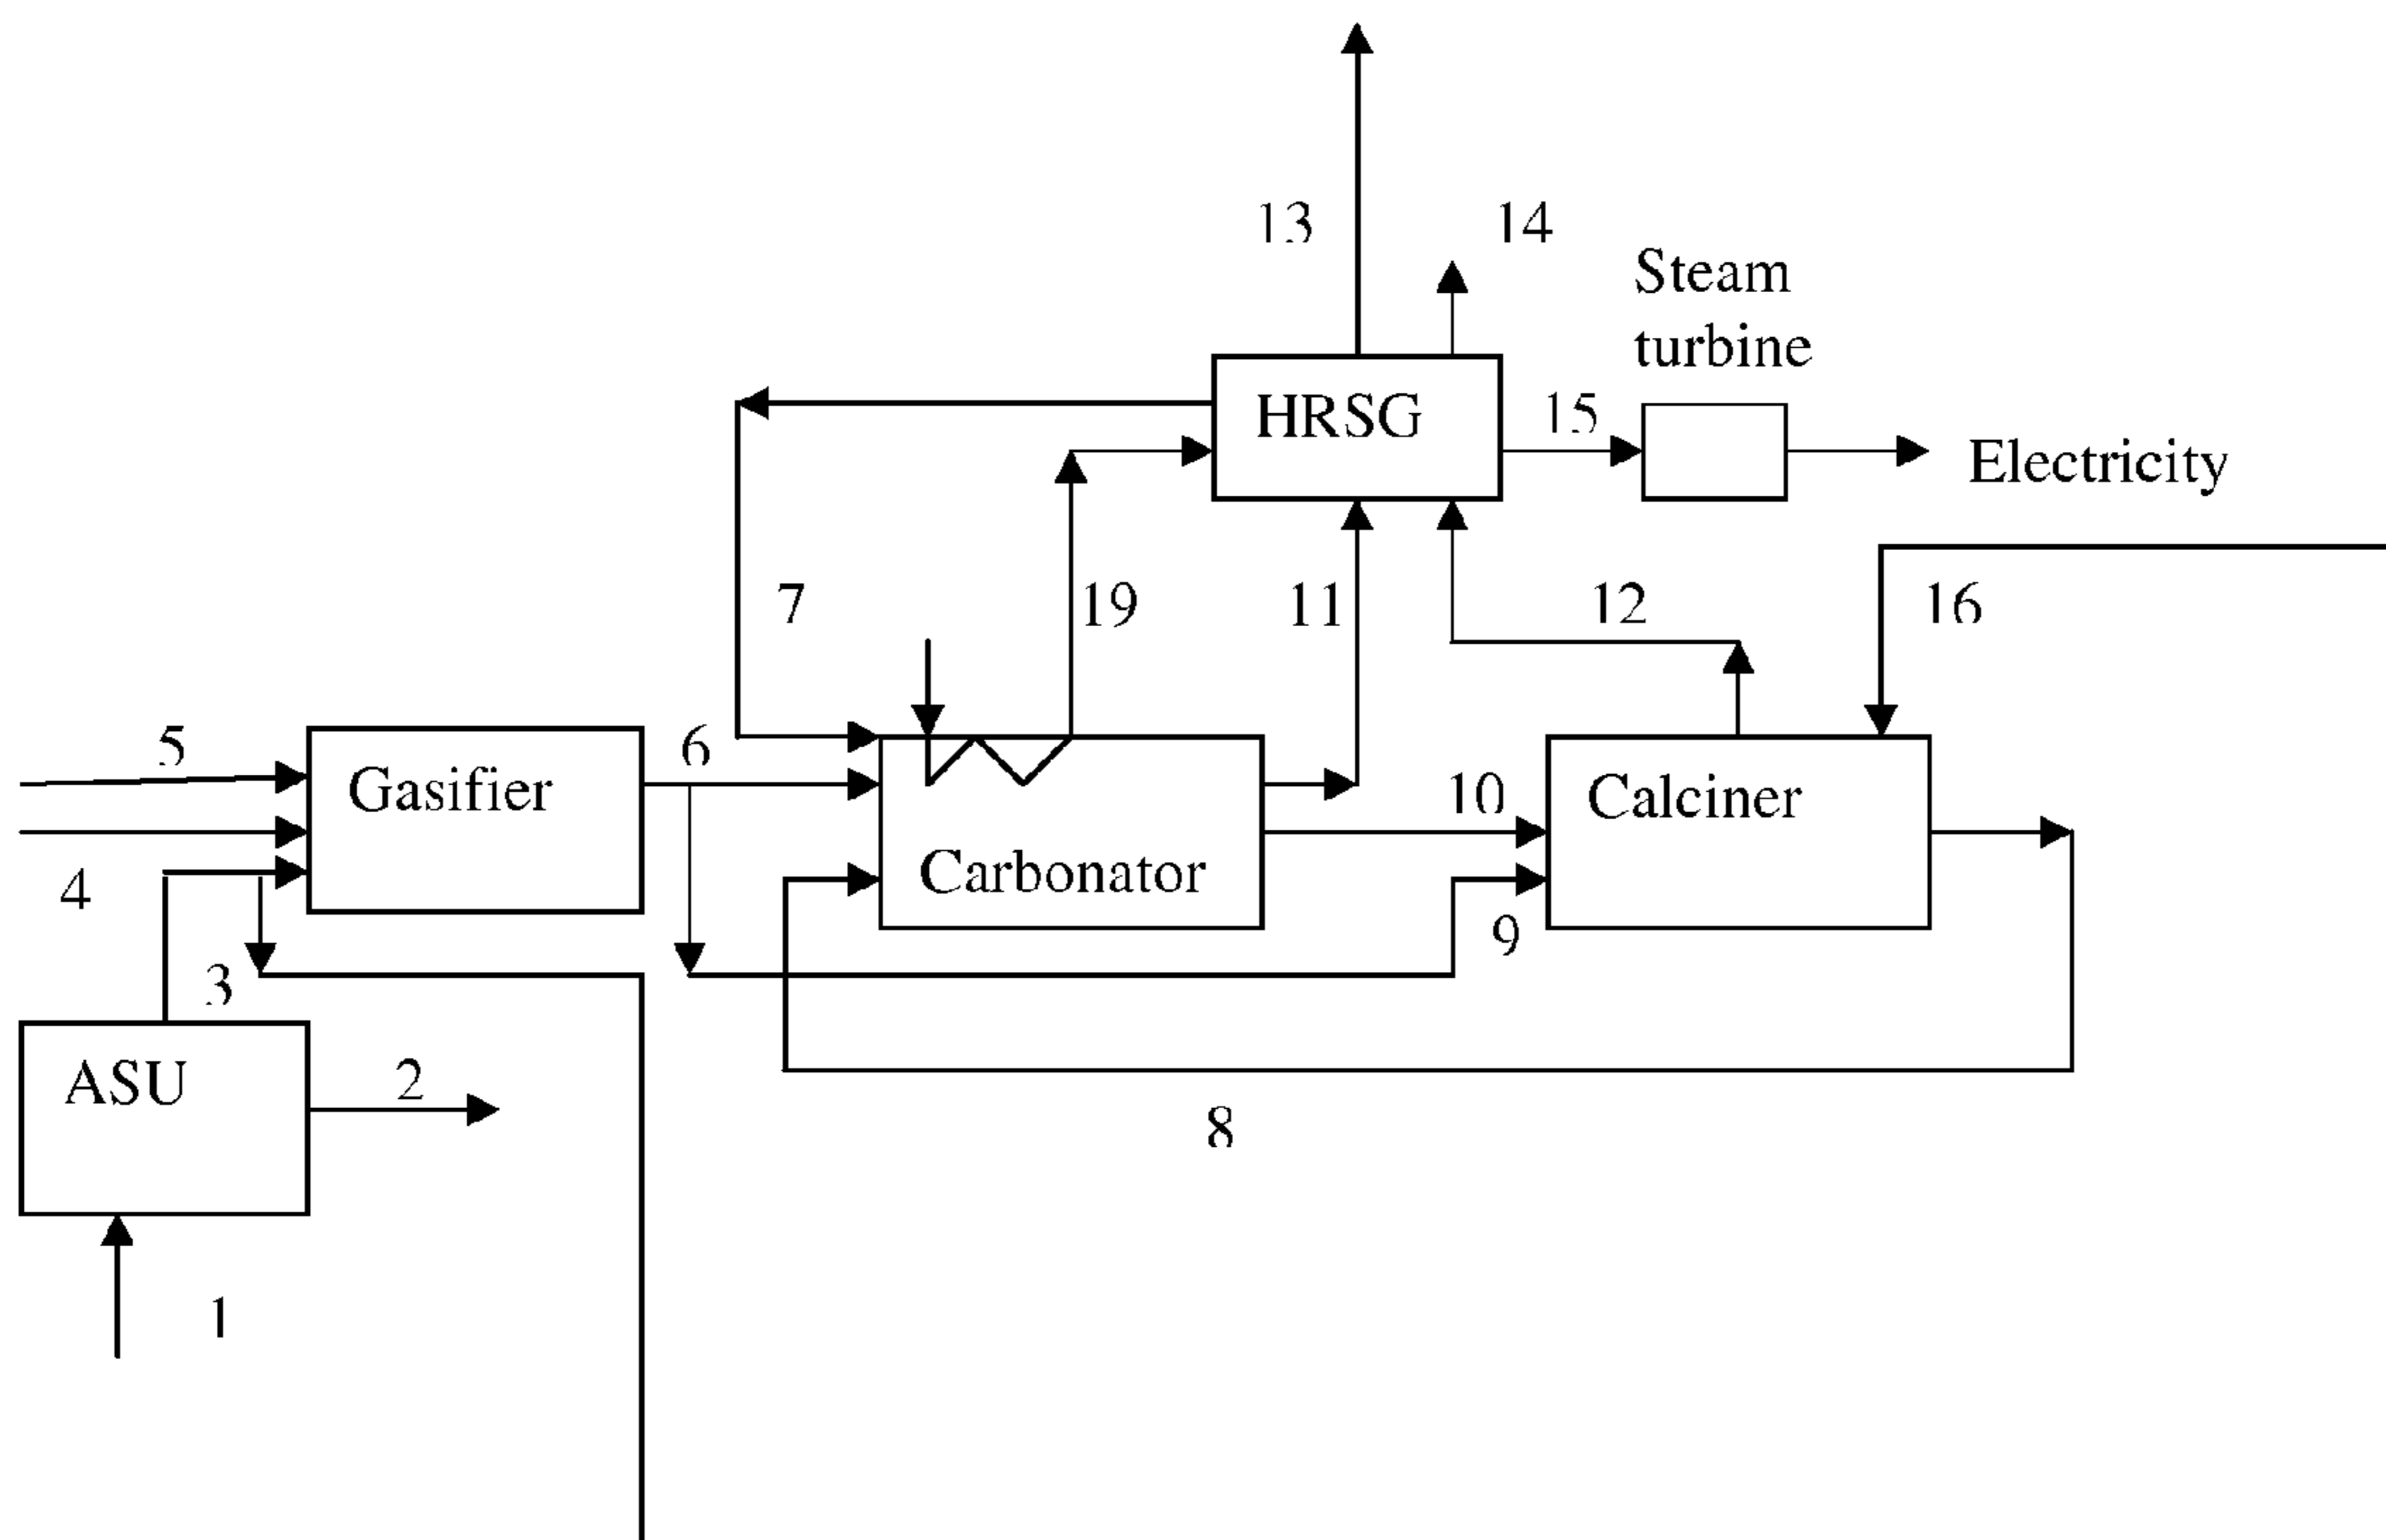 13
14
Steam
turbine
HRSG
15
Electricity
7
19
11
12
16
5
6
Gasifier
10
Calciner
4
Carbonator
9
3
ASU
2
8
1